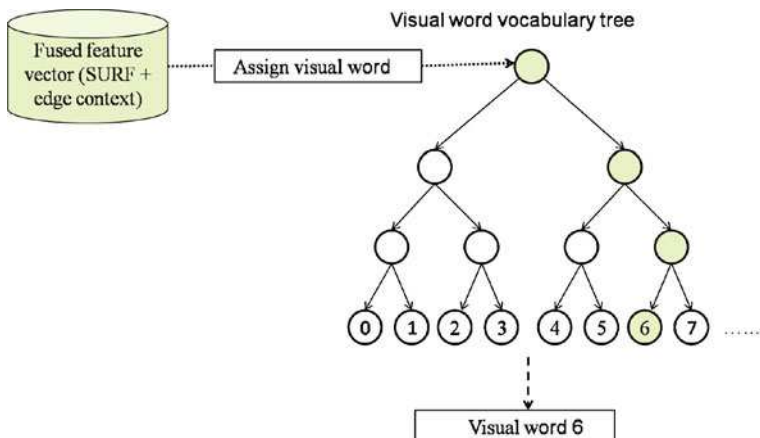 Visual word vocabulary tree
Fused feature
vector (SURF +
edge context)
Assign visual word
0 1 2 3 4 5 6 7 ......
Visual word 6